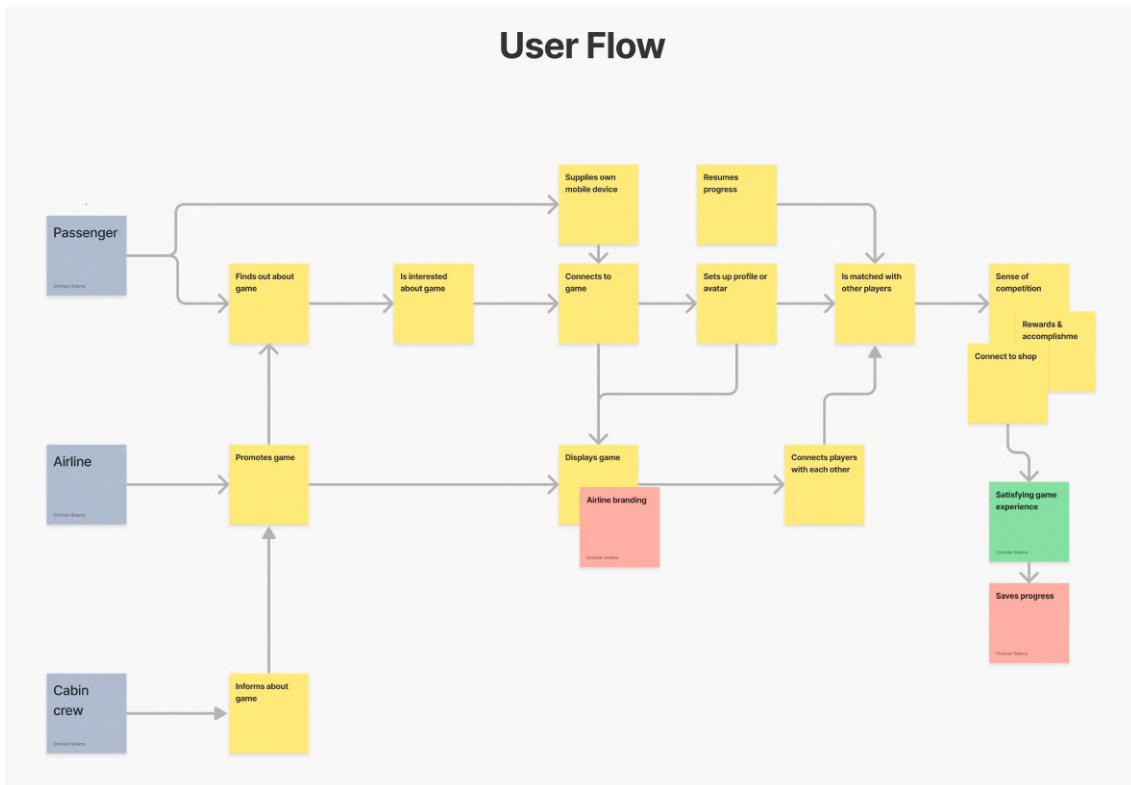 User Flow
Supplies own
mobile device
Resumes
progress
Passenger
Finds out about
game
Is interested
about game
Connects to
game
Sets up profile or
avatar
Is matched with
other players
Sense of
competition
Rewards &
accomplishme
Connect to shop
Airline
Promotes game
Displays game
Airline branding
Connects players
with each other
Satisfying game
experience
Saves progress
Cabin
crew
Informs about
game